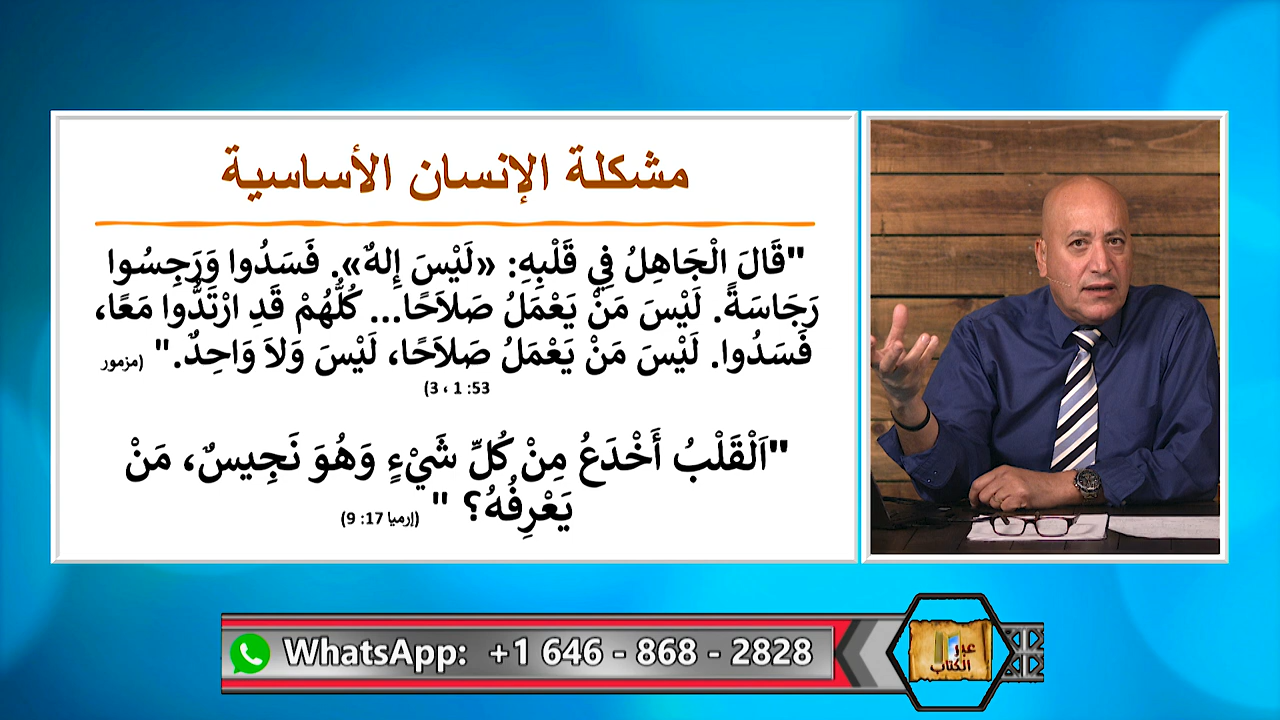 مشكلة الإنسان الأساسية
"قَالَ الْجَاهِلُ فِي قَلْبِهِ: «لَيْسَ إِلهٌ». فَسَدُوا وَرَجِسُوا
رَجَاسَةً. لَيْسَ مَنْ يَعْمَلُ صَلاَحًا... كُلُّهُمْ قَدِ ارْتَدُّوا مَعًا،
فَسَدُوا. لَيْسَ مَنْ يَعْمَلُ صَلاَحًا، لَيْسَ وَلاَ وَاحِدٌ." (مزمور
53: 1 ، 3)
"اَلْقَلْبُ أَخْدَعُ مِنْ كُلِّ شَيْءٍ وَهُوَ نَجِيسٌ، مَنْ
يَعْرِفُهُ؟ " (إرميا 17: 9)
WhatsApp: +1 646 - 868 - 2828
عبر
الكتاب